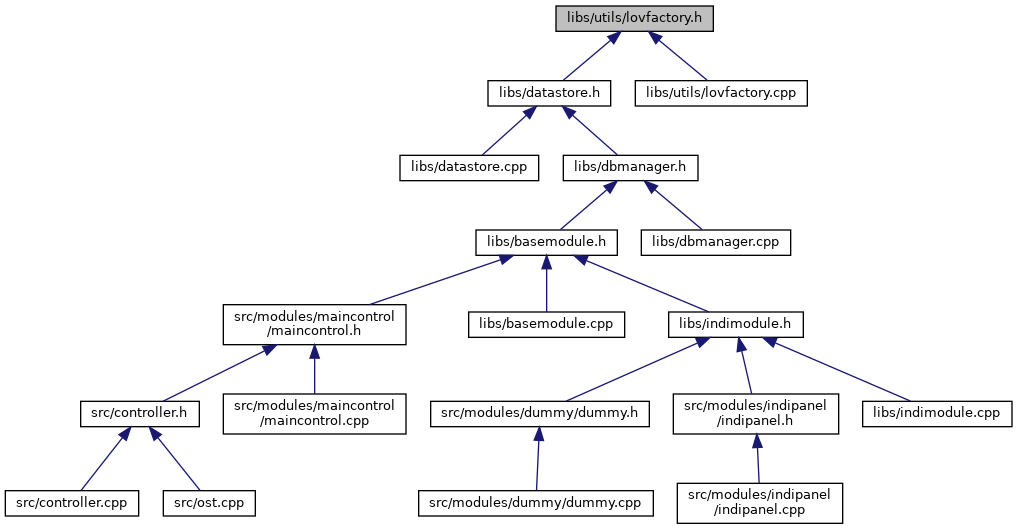 libs/utils/lovfactory.h
libs/datastore.h
libs/utils/lovfactory.cpp
libs/datastore.cpp
libs/dbmanager.h
libs/basemodule.h
libs/dbmanager.cpp
src/modules/maincontrol
/maincontrol.h
libs/basemodule.cpp
libs/indimodule.h
src/controller.h
src/modules/maincontrol
/maincontrol.cpp
src/modules/dummy/dummy.h
src/modules/indipanel
/indipanel.h
libs/indimodule.cpp
src/controller.cpp
src/ost.cpp
src/modules/dummy/dummy.cpp
src/modules/indipanel
/indipanel.cpp